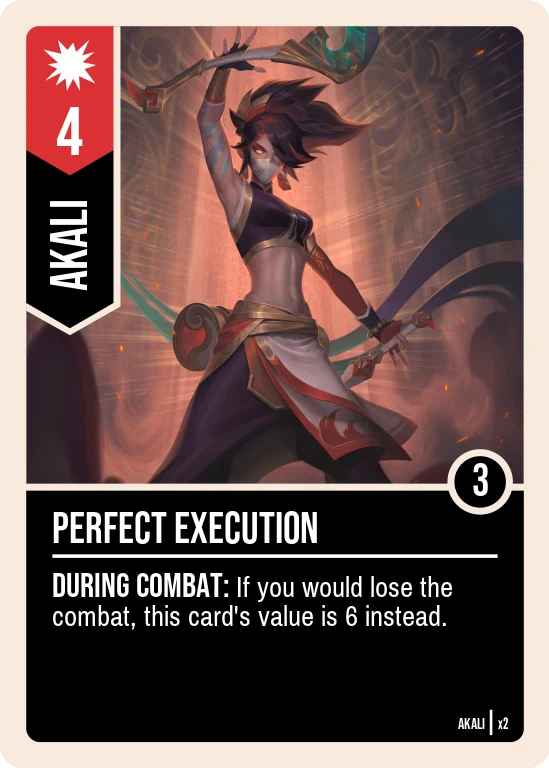 4
AKALI
3
PERFECT EXECUTION
DURING COMBAT: If you would lose the
combat, this card's value is 6 instead.
AKALI | x2